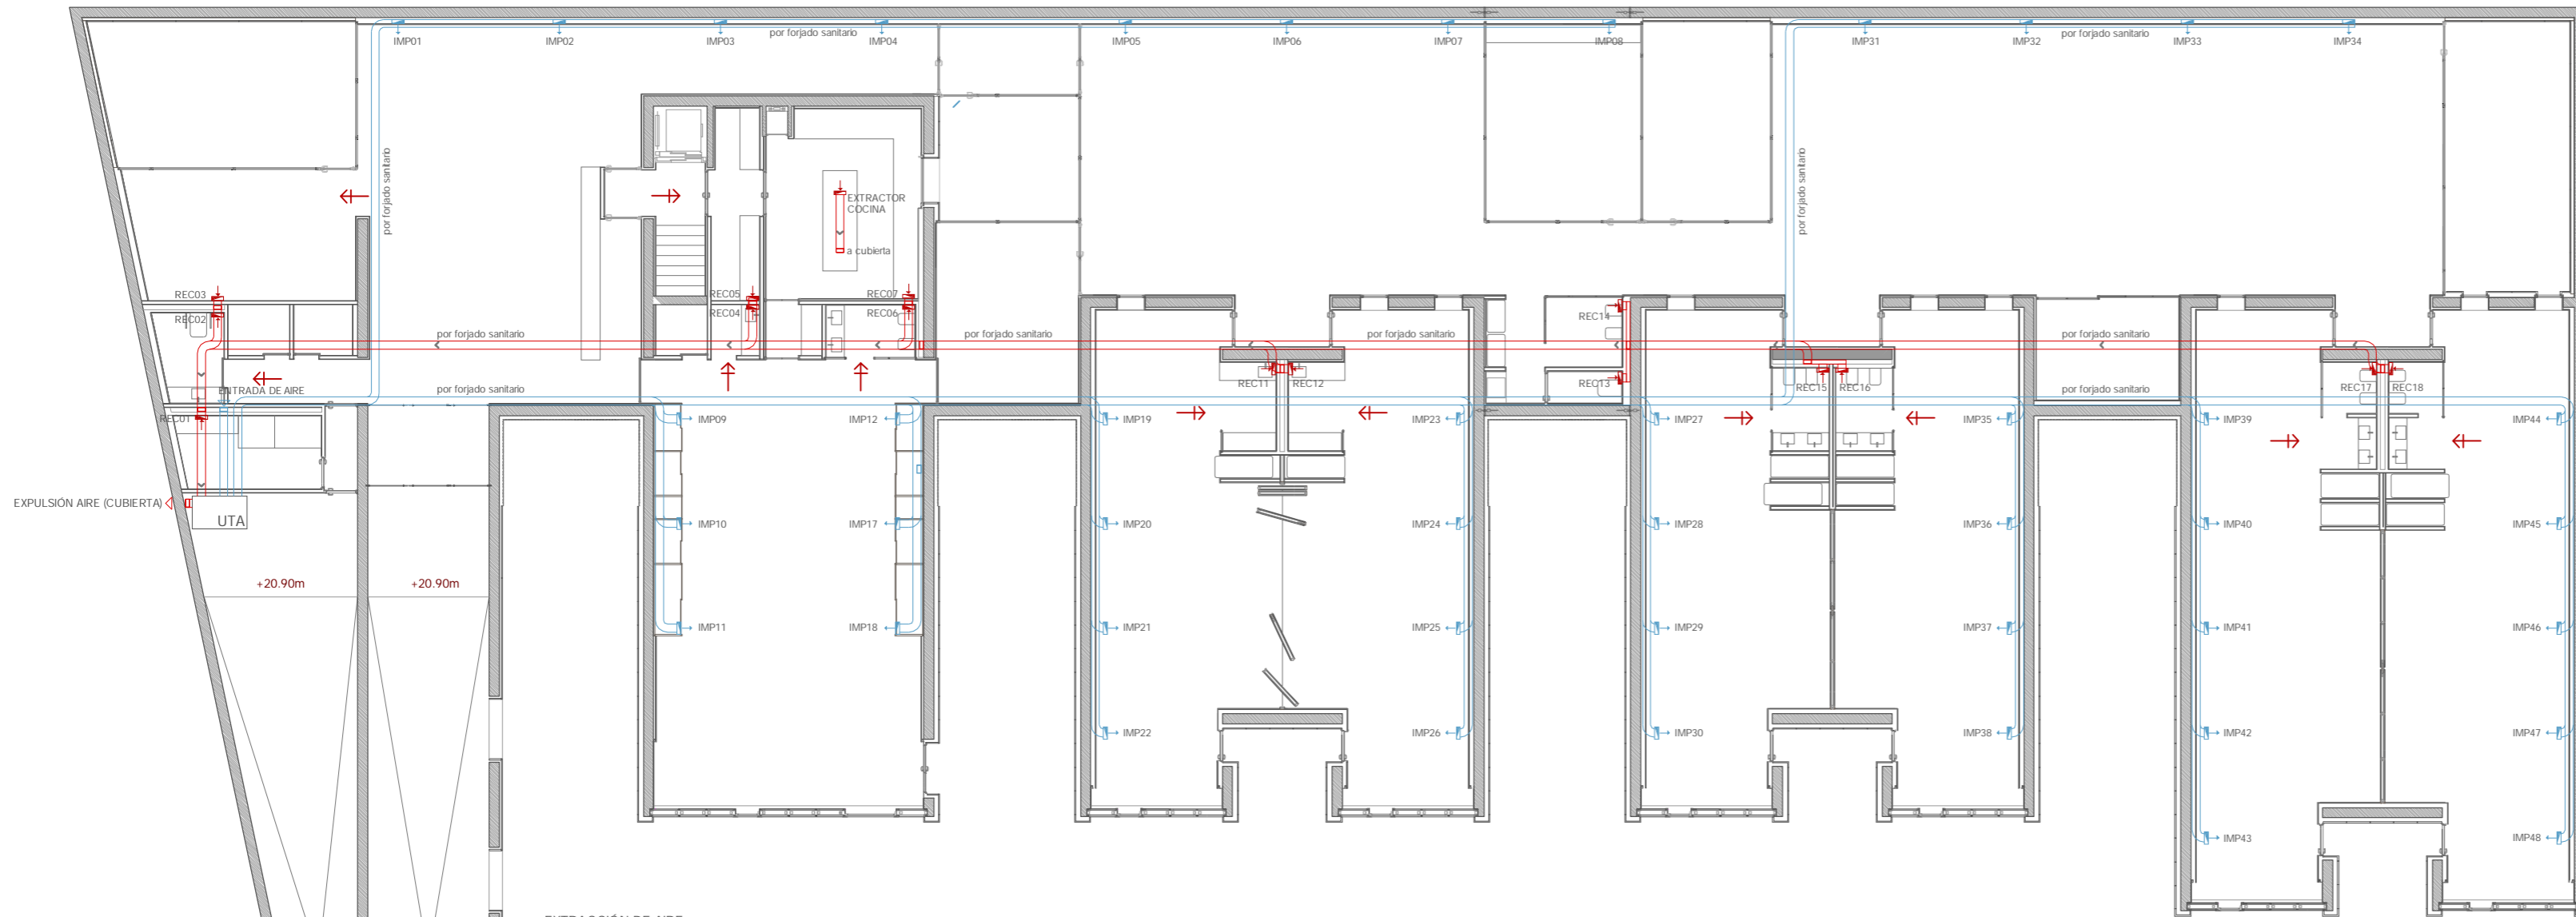 IMP01
IMP02
IMP03
por forjado sanitario
IMP04
IMP05
IMP06
IMP07
IMP08
IMP31
IMP32
por forjado sanitario
IMP33
IMP34
por forjado sanitario
por forjado sanitario
EXTRACTOR
COCINA
a cubierta
REC03
REC02
REC05
REC04
REC07
REC06
REC14
por forjado sanitario
por forjado sanitario
por forjado sanitario
por forjado sanitario
ENTRADA DE AIRE
por forjado sanitario
REC11
REC12
REC13
REC15
REC16
por forjado sanitario
REC17
REC18
REC01
IMP09
IMP12
IMP19
IMP23
IMP27
IMP35
IMP39
IMP44
EXPULSIÓN AIRE (CUBIERTA)
UTA
IMP10
IMP17
IMP20
IMP24
IMP28
IMP36
IMP40
IMP45
+20.90m
+20.90m
IMP11
IMP18
IMP21
IMP25
IMP29
IMP37
IMP41
IMP46
IMP22
IMP26
IMP30
IMP38
IMP42
IMP47
IMP43
IMP48
EXTRACCIÓN DE AIRE